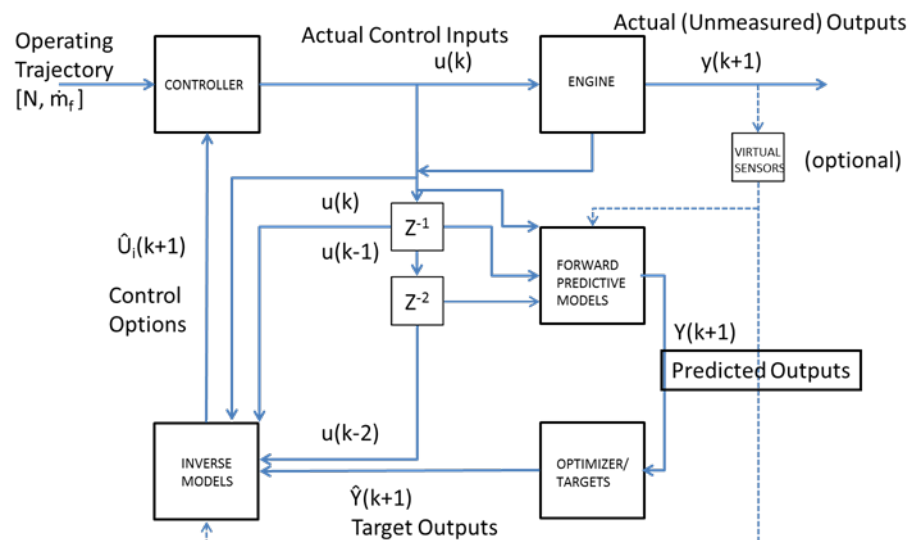 Operating
Trajectory
[N, ṁf]
CONTROLLER
Actual Control Inputs
u(k)
ENGINE
Actual (Unmeasured) Outputs
y(k+1)
VIRTUAL
SENSORS
(optional)
u(k)
Z-1
u(k-1)
Z-2
FORWARD
PREDICTIVE
MODELS
Ûi(k+1)
Control
Options
Y(k+1)
Predicted Outputs
u(k-2)
INVERSE
MODELS
OPTIMIZER/
TARGETS
Ŷ(k+1)
Target Outputs